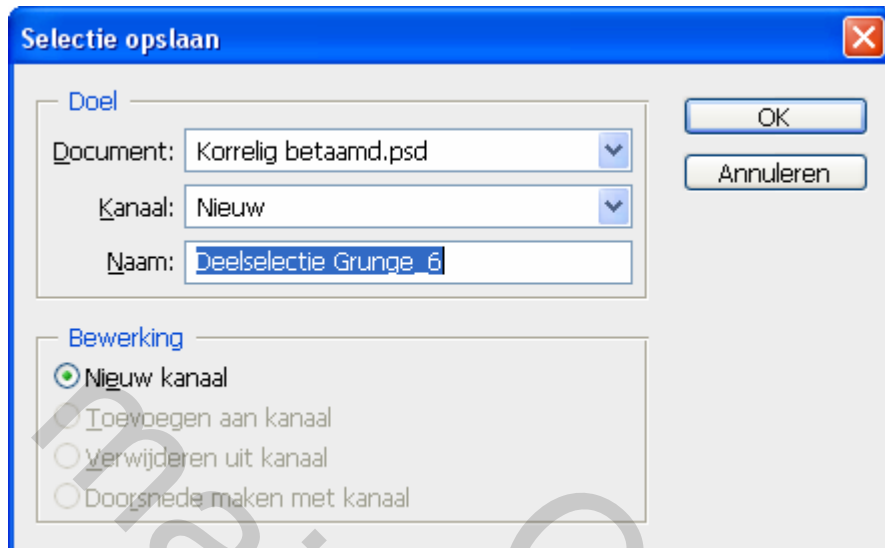 Selectie opslaan
Doel
Document: Korrelig betaamd.psd
Kanaal: Nieuw
Naam: Deelselectie Grunge_6
OK
Annuleren
Bewerking
Nieuw kanaal
Toevoegen aan kanaal
Verwijderen uit kanaal
Doorsnede maken met kanaal